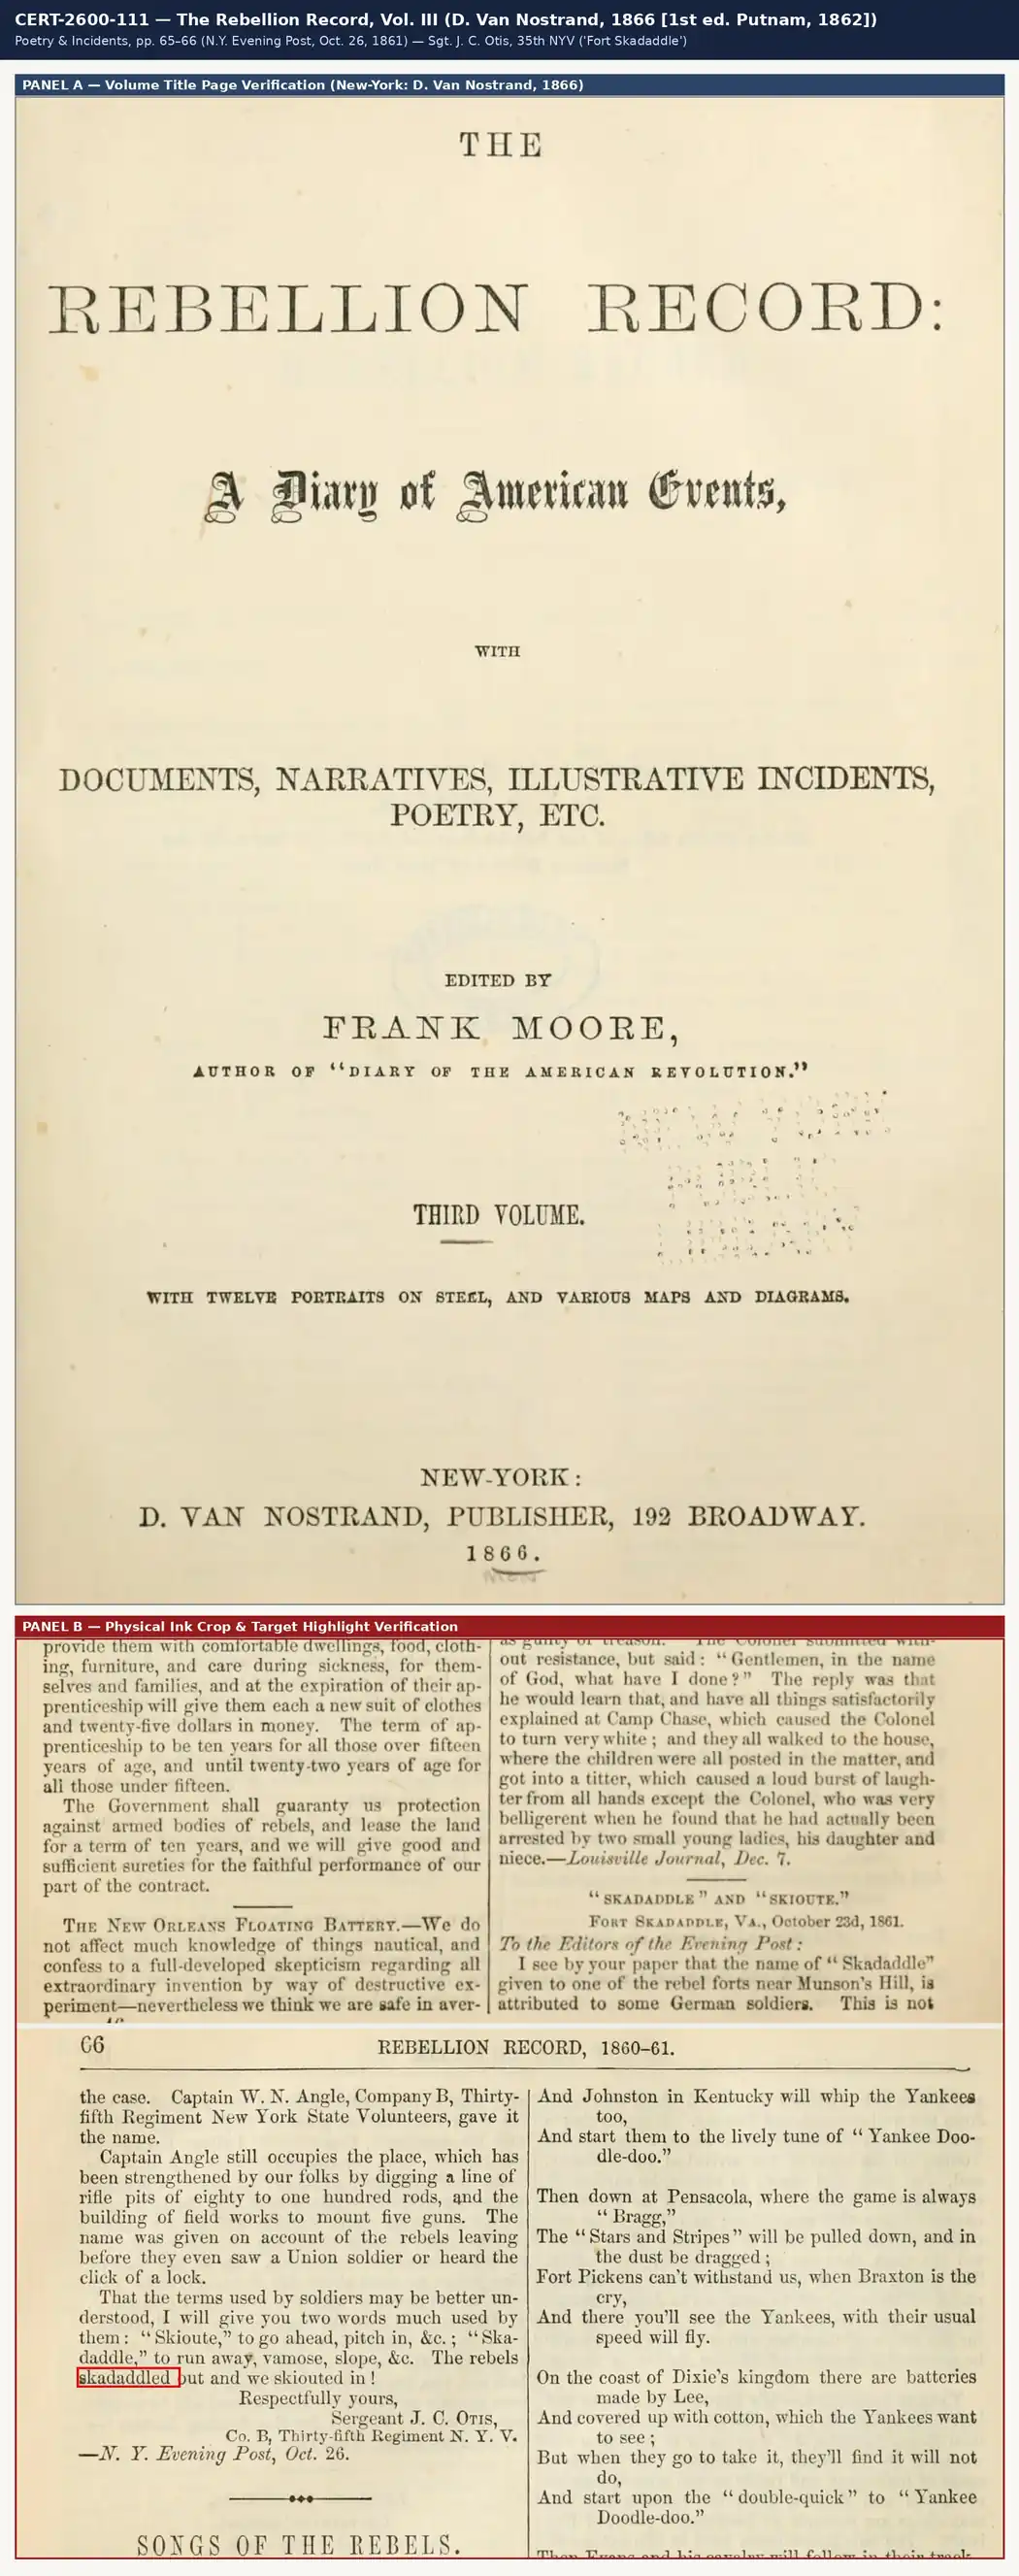 CERT-2600-111 — The Rebellion Record, Vol. III (D. Van Nostrand, 1866 [1st ed. Putnam, 1862])
Poetry & Incidents, pp. 65–66 (N.Y. Evening Post, Oct. 26, 1861) — Sgt. J. C. Otis, 35th NYV ('Fort Skadaddle')
PANEL A — Volume Title Page Verification (New-York: D. Van Nostrand, 1866)
THE
REBELLION RECORD:
A Diary of American Events,
WITH
DOCUMENTS, NARRATIVES, ILLUSTRATIVE INCIDENTS,
POETRY, ETC.
EDITED BY
FRANK MOORE,
AUTHOR OF "DIARY OF THE AMERICAN REVOLUTION."
THIRD VOLUME.
WITH TWELVE PORTRAITS ON STEEL, AND VARIOUS MAPS AND DIAGRAMS.
NEW-YORK:
D. VAN NOSTRAND, PUBLISHER, 192 BROADWAY.
1866.
PANEL B — Physical Ink Crop & Target Highlight Verification
provide them with comfortable dwellings, food, cloth-
ing, furniture, and care during sickness, for them-
selves and families, and at the expiration of their ap-
prenticeship will give them each a new suit of clothes
and twenty-five dollars in money. The term of ap-
prenticeship to be ten years for all those over fifteen
years of age, and until twenty-two years of age for
all those under fifteen.
The Government shall guaranty us protection
against armed bodies of rebels, and lease the land
for a term of ten years, and we will give good and
sufficient sureties for the faithful performance of our
part of the contract.
THE NEW ORLEANS FLOATING BATTERY.—We do
not affect much knowledge of things nautical, and
confess to a full-developed skepticism regarding all
extraordinary invention by way of destructive ex-
periment—nevertheless we think we are safe in aver-
as guilty of treason. The Colonel submitted with-
out resistance, but said: "Gentlemen, in the name
of God, what have I done?" The reply was that
he would learn that, and have all things satisfactorily
explained at Camp Chase, which caused the Colonel
to turn very white; and they all walked to the house,
where the children were all posted in the matter, and
got into a titter, which caused a loud burst of laugh-
ter from all hands except the Colonel, who was very
belligerent when he found that he had actually been
arrested by two small young ladies, his daughter and
niece.—Louisville Journal, Dec. 7.
"SKADADDLE" AND "SKIOUTE."
FORT SKADADDLE, VA., October 23d, 1861.
To the Editors of the Evening Post:
I see by your paper that the name of "Skadaddle"
given to one of the rebel forts near Munson's Hill, is
attributed to some German soldiers. This is not
66
REBELLION RECORD, 1860–61.
the case. Captain W. N. Angle, Company B, Thirty-
fifth Regiment New York State Volunteers, gave it
the name.
Captain Angle still occupies the place, which has
been strengthened by our folks by digging a line of
rifle pits of eighty to one hundred rods, and the
building of field works to mount five guns. The
name was given on account of the rebels leaving
before they even saw a Union soldier or heard the
click of a lock.
That the terms used by soldiers may be better un-
derstood, I will give you two words much used by
them: "Skioute," to go ahead, pitch in, &c.; "Ska-
daddle," to run away, vamose, slope, &c. The rebels
skadaddled out and we skiouted in!
Respectfully yours,
Sergeant J. C. OTIS,
Co. B, Thirty-fifth Regiment N. Y. V.
—N. Y. Evening Post, Oct. 26.
SONGS OF THE REBELS.
And Johnston in Kentucky will whip the Yankees
too,
And start them to the lively tune of "Yankee Doo-
dle-doo."
Then down at Pensacola, where the game is always
"Bragg,"
The "Stars and Stripes" will be pulled down, and in
the dust be dragged;
Fort Pickens can't withstand us, when Braxton is the
cry,
And there you'll see the Yankees, with their usual
speed will fly.
On the coast of Dixie's kingdom there are batteries
made by Lee,
And covered up with cotton, which the Yankees want
to see;
But when they go to take it, they'll find it will not
do,
And start upon the "double-quick" to "Yankee
Doodle-doo."
Then Evans and his cavalry will follow in their track